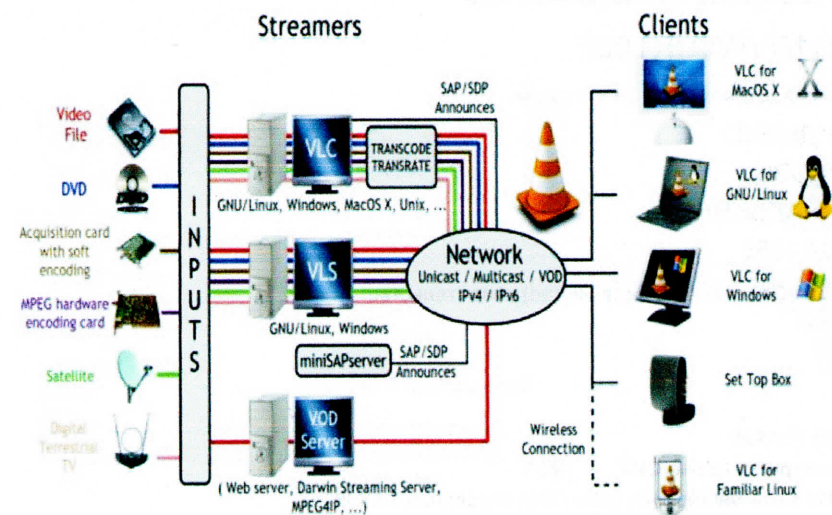 Streamers
Clients
Video
File
DVD
Acquisition card
with soft
encoding
MPEG hardware
encoding card
Satellite
Digital
Terrestrial
TV
INPUTS
VLC
TRANSCODE
TRANSRATE
SAP/SDP
Announces
GNU/Linux, Windows, MacOS X, Unix, ...
VLS
GNU/Linux, Windows
miniSAPserver
SAP/SDP
Announces
VOD
Server
( Web server, Darwin Streaming Server,
MPEG4IP, ...)
Network
Unicast / Multicast / VOD
IPv4 / IPv6
Wireless
Connection
VLC for
MacOS X
X
VLC for
GNU/Linux
VLC for
Windows
Set Top Box
VLC for
Familiar Linux